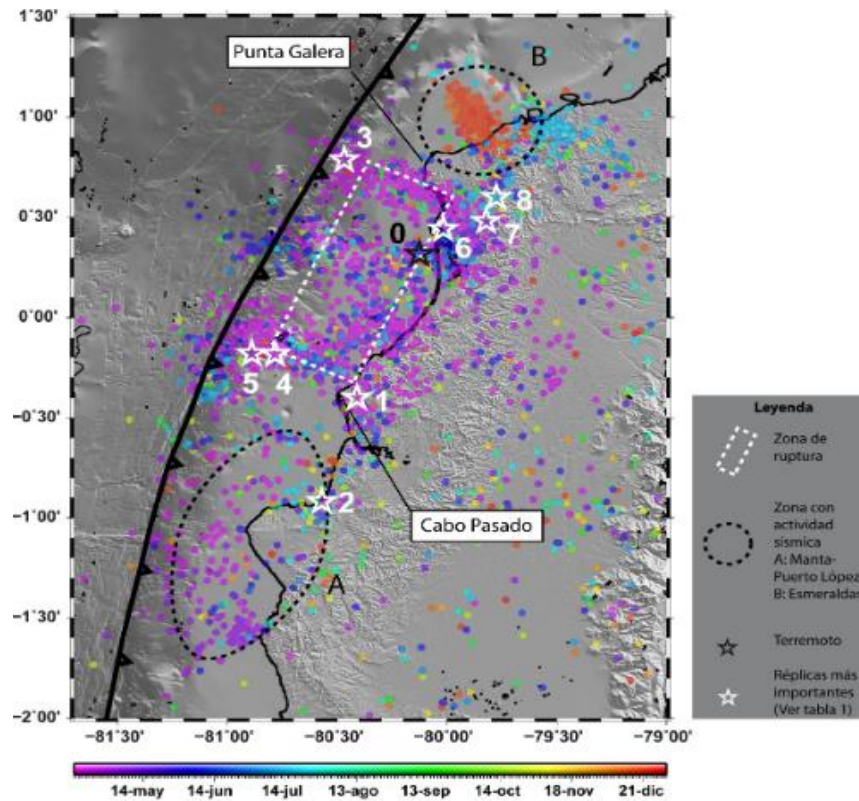 1˚30'
Punta Galera
B
1˚00'
3
0˚30'
8
0
6
7
0˚00'
5
4
1
−0˚30'
2
−1˚00'
Cabo Pasado
A
−1˚30'
−2˚00'
−81˚30'
−81˚00'
−80˚30'
−80˚00'
−79˚30'
−79˚00'
14-may
14-jun
14-jul
13-ago
13-sep
14-oct
18-nov
21-dic
Leyenda
Zona de
ruptura
Zona con
actividad
sísmica
A: Manta-
Puerto López
B: Esmeraldas
Terremoto
Réplicas más
importantes
(Ver tabla 1)